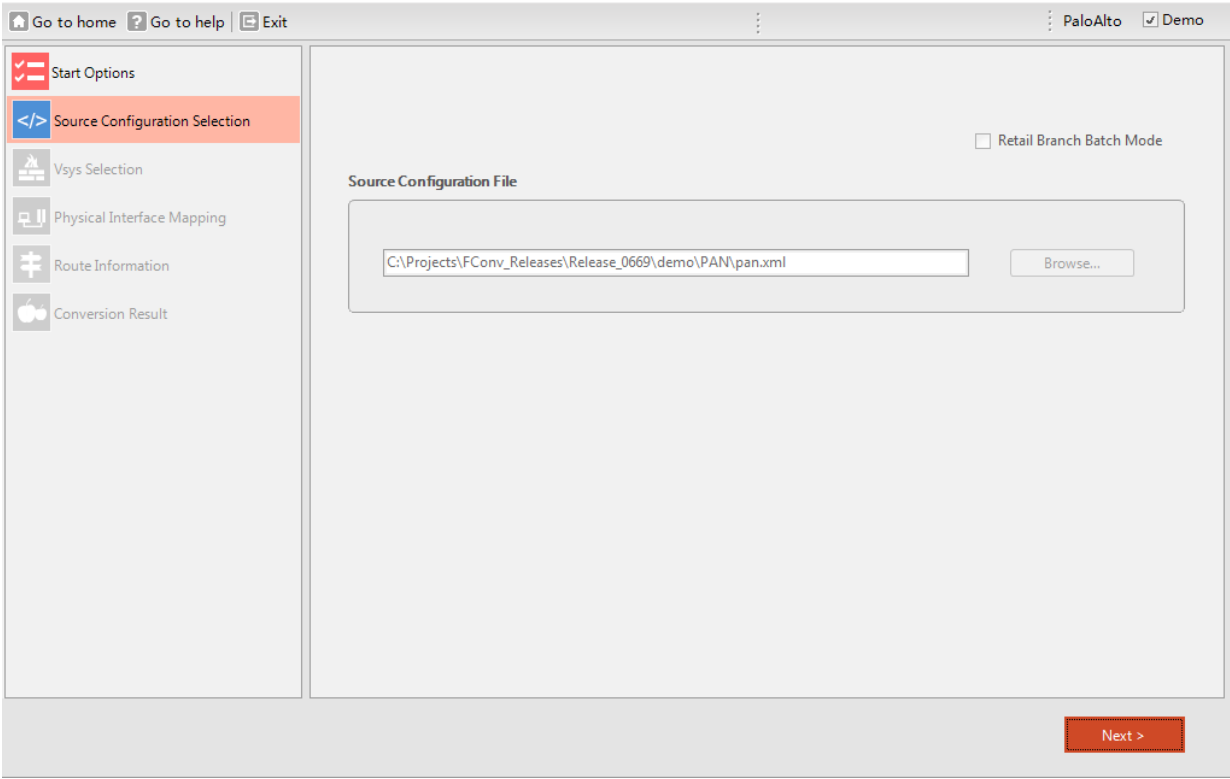 Go to home ? Go to help Exit PaloAlto Demo
Start Options
</> Source Configuration Selection
Vsys Selection
Physical Interface Mapping
Route Information
Conversion Result
Retail Branch Batch Mode
Source Configuration File
C:\Projects\FConv_Releases\Release_0669\demo\PAN\pan.xml Browse...
Next >